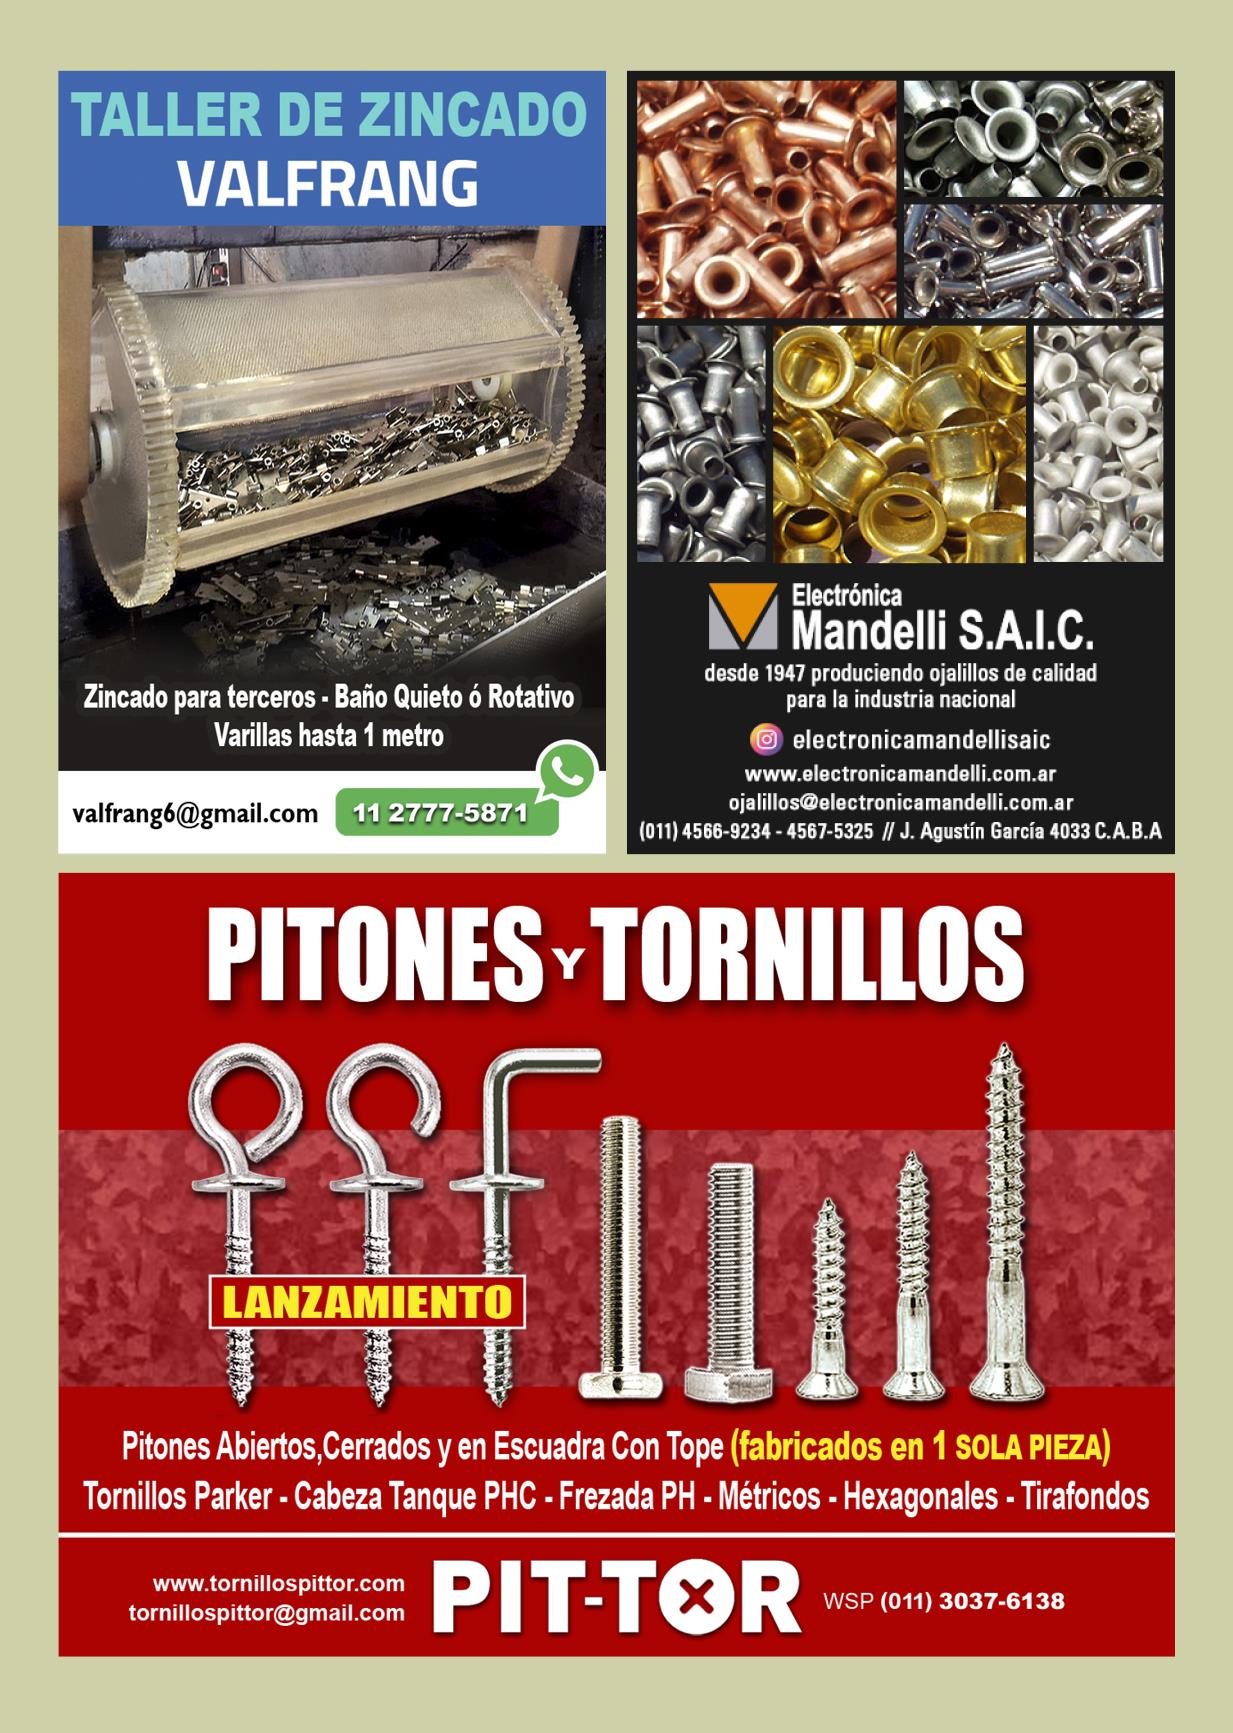 TALLER DE ZINCADO
VALFRANG
Zincado para terceros - Baño Quieto ó Rotativo
Varillas hasta 1 metro
valfrang6@gmail.com
11 2777-5871
Electrónica
Mandelli S.A.I.C.
desde 1947 produciendo ojalillos de calidad
para la industria nacional
electronicamandellisaic
www.electronicamandelli.com.ar
ojalillos@electronicamandelli.com.ar
(011) 4566-9234 - 4567-5325 // J. Agustín García 4033 C.A.B.A
PITONES Y TORNILLOS
LANZAMIENTO
Pitones Abiertos,Cerrados y en Escuadra Con Tope (fabricados en 1 SOLA PIEZA)
Tornillos Parker - Cabeza Tanque PHC - Frezada PH - Métricos - Hexagonales - Tirafondos
www.tornillospittor.com
tornillospittor@gmail.com
PIT-TOR
WSP (011) 3037-6138